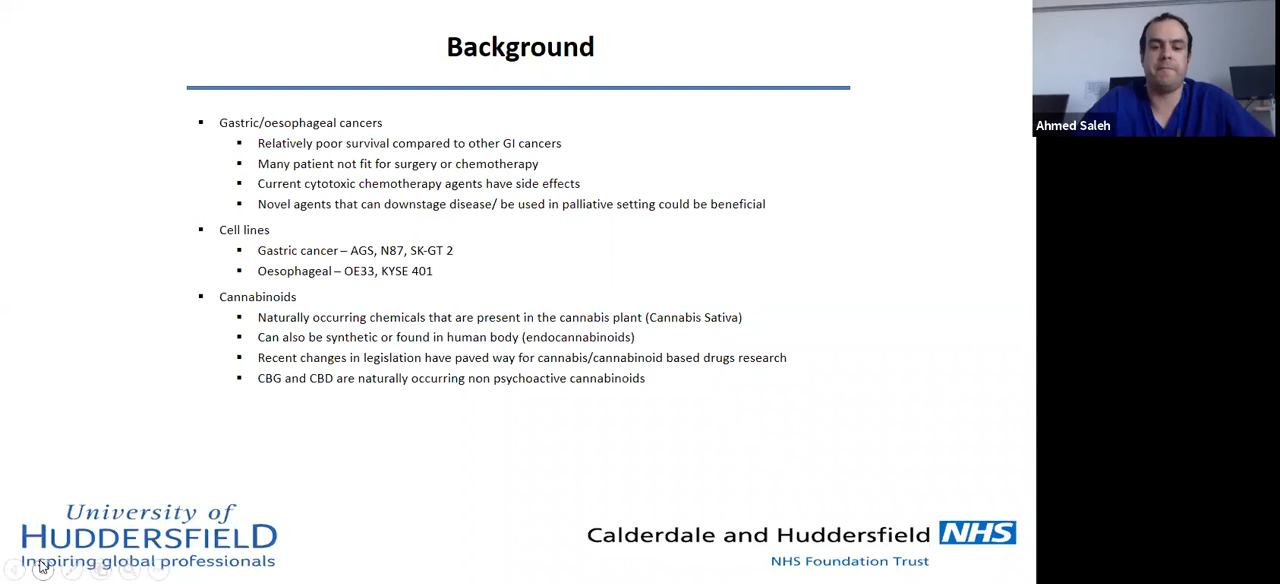 Background
Gastric/oesophageal cancers
Relatively poor survival compared to other GI cancers
Many patient not fit for surgery or chemotherapy
Current cytotoxic chemotherapy agents have side effects
Novel agents that can downstage disease/ be used in palliative setting could be beneficial
Cell lines
Gastric cancer – AGS, N87, SK-GT 2
Oesophageal – OE33, KYSE 401
Cannabinoids
Naturally occurring chemicals that are present in the cannabis plant (Cannabis Sativa)
Can also be synthetic or found in human body (endocannabinoids)
Recent changes in legislation have paved way for cannabis/cannabinoid based drugs research
CBG and CBD are naturally occurring non psychoactive cannabinoids
University of
HUDDERSFIELD
Inspiring global professionals
Calderdale and Huddersfield NHS
NHS Foundation Trust
Ahmed Saleh